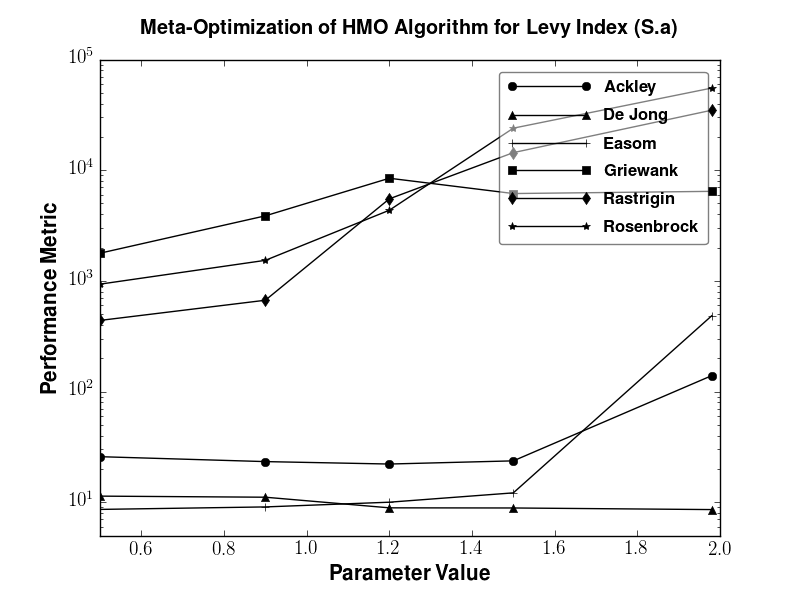 Meta-Optimization of HMO Algorithm for Levy Index (S.a)
10^5
10^4
10^3
10^2
10^1
Performance Metric
Ackley
De Jong
Easom
Griewank
Rastrigin
Rosenbrock
0.6 0.8 1.0 1.2 1.4 1.6 1.8 2.0
Parameter Value